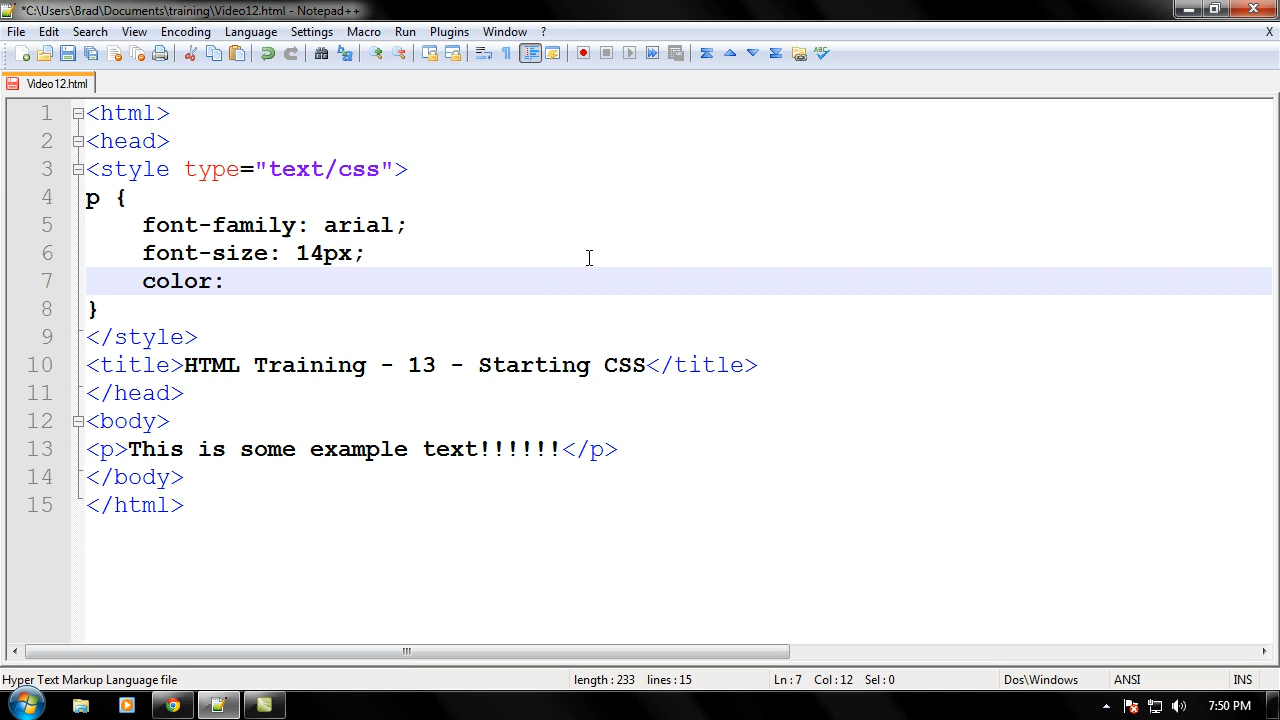 *C:\Users\Brad\Documents\training\Video12.html - Notepad++
File Edit Search View Encoding Language Settings Macro Run Plugins Window ? X
Video12.html
1 <html>
2 <head>
3 <style type="text/css">
4 p {
5 font-family: arial;
6 font-size: 14px;
7 color:
8 }
9 </style>
10 <title>HTML Training - 13 - Starting CSS</title>
11 </head>
12 <body>
13 <p>This is some example text!!!!!!</p>
14 </body>
15 </html>
Hyper Text Markup Language file length : 233 lines : 15 Ln : 7 Col : 12 Sel : 0 Dos\Windows ANSI INS
7:50 PM